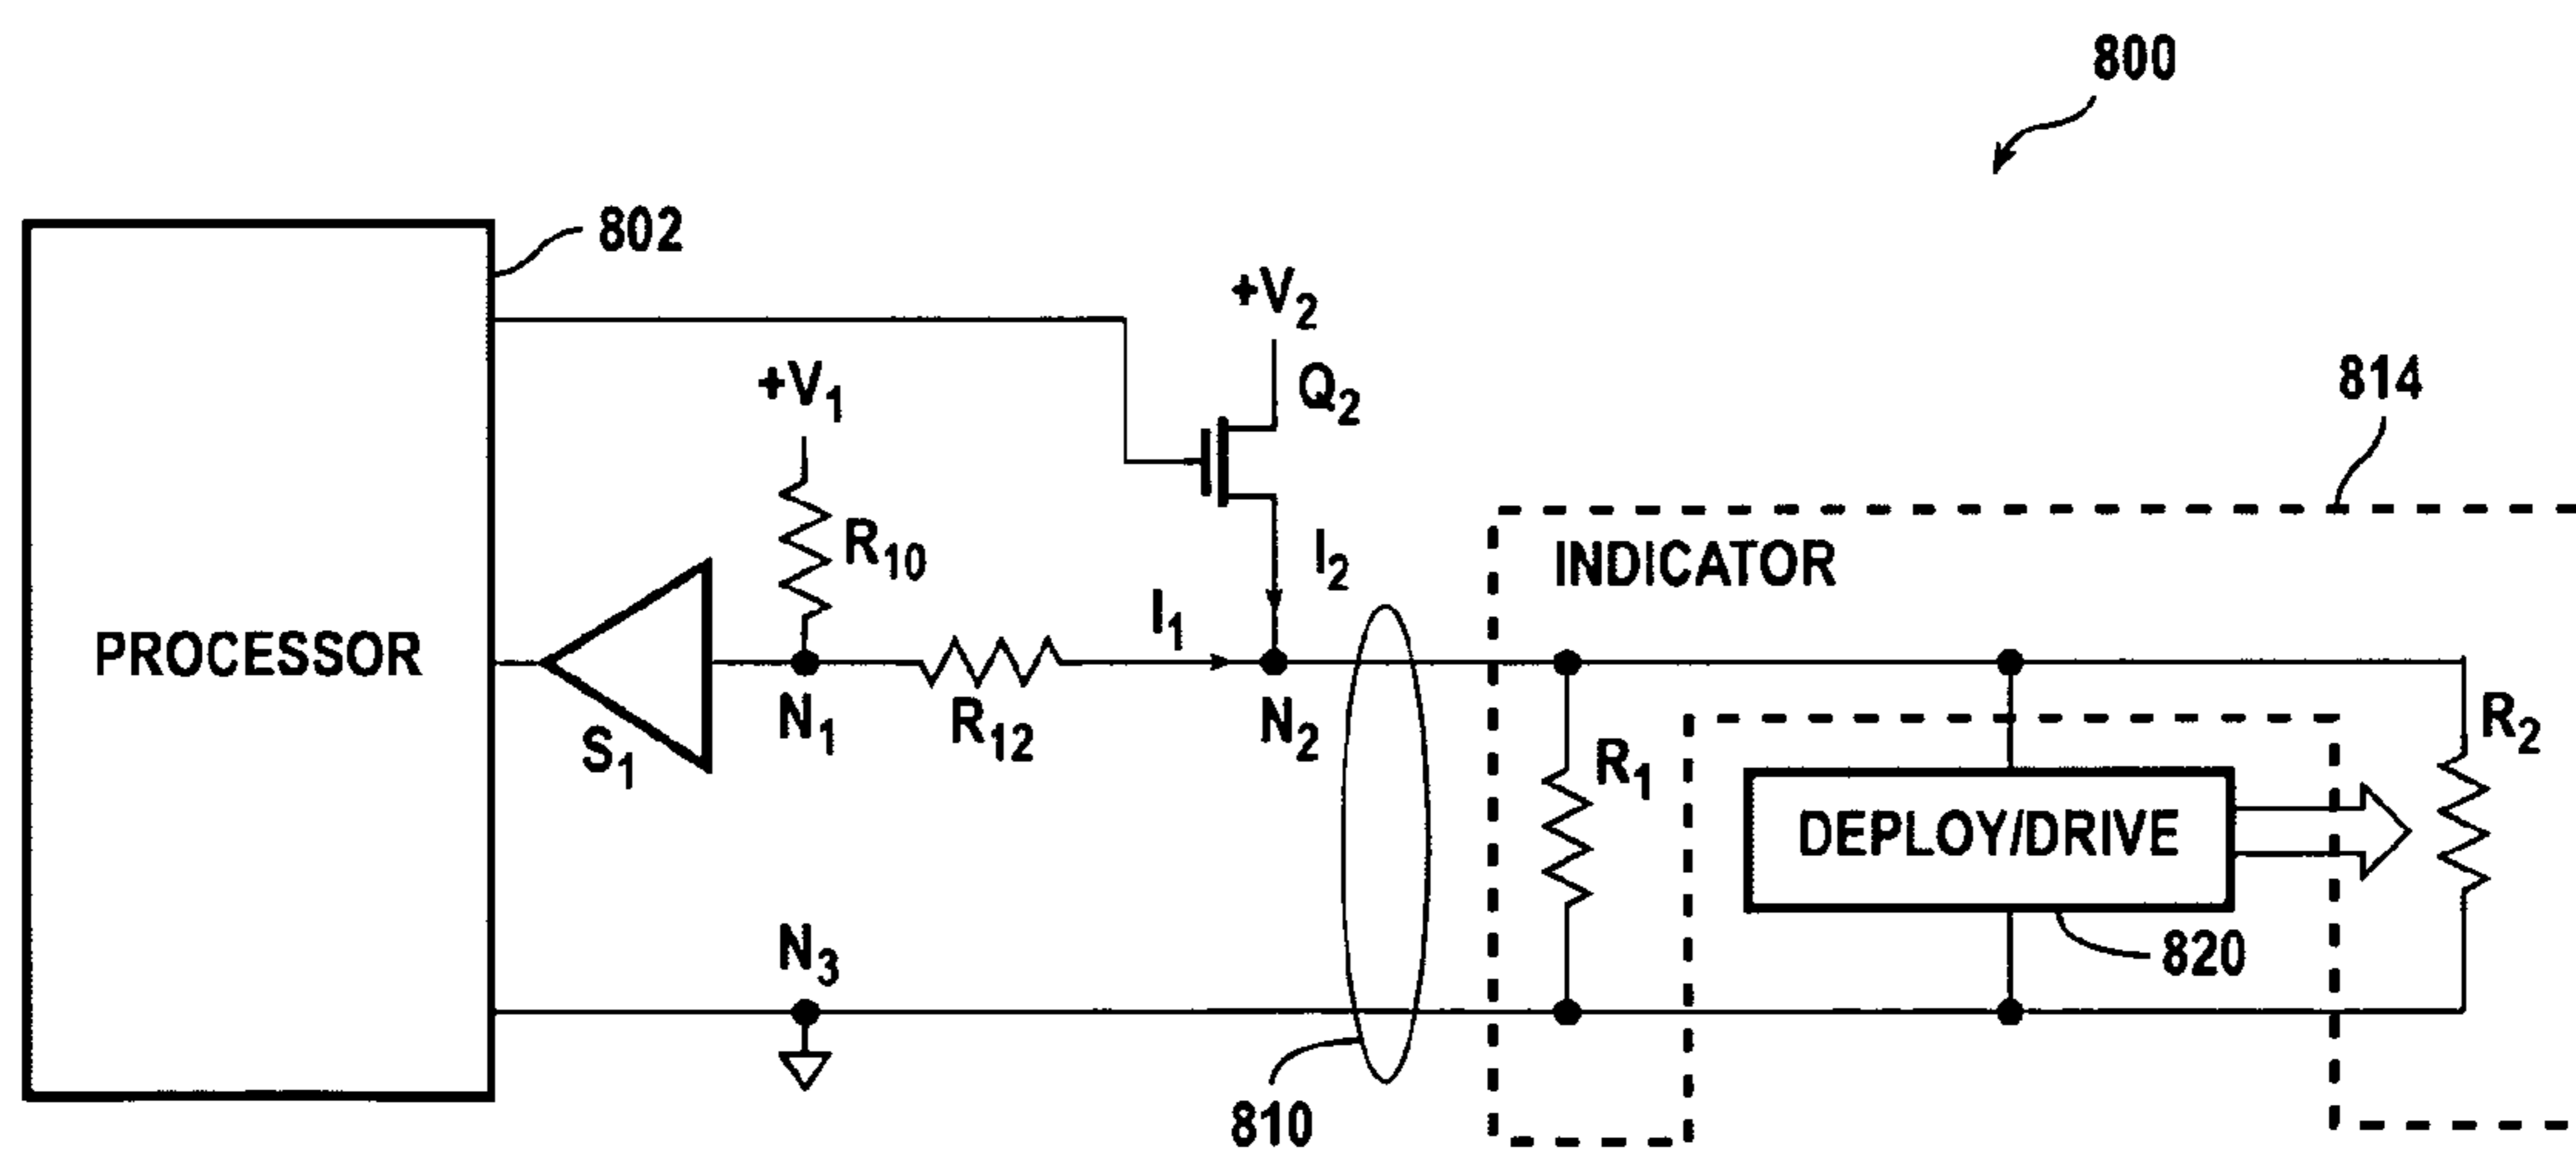 800
802
+V2
Q2
+V1
814
R10
I2
INDICATOR
I1
PROCESSOR
S1
N1
R12
N2
R1
R2
DEPLOY/DRIVE
N3
820
810